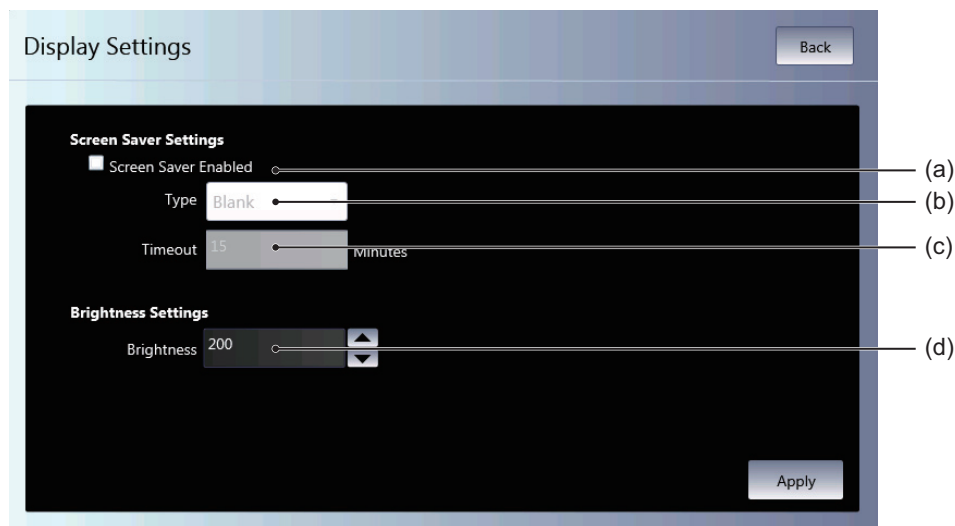 Display Settings
Back
Screen Saver Settings
Screen Saver Enabled
(a)
Type Blank
(b)
Timeout 15 Minutes
(c)
Brightness Settings
Brightness 200
(d)
Apply